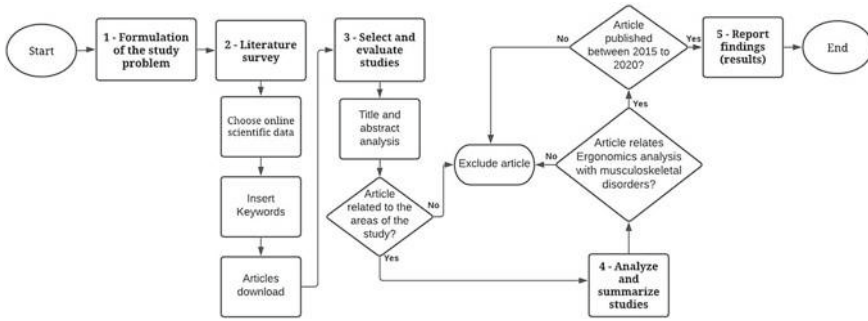 Start
1 - Formulation
of the study
problem
2 - Literature
survey
Choose online
scientific data
Insert
Keywords
Articles
download
3 - Select and
evaluate studies
Title and
abstract
analysis
Article
related to the
areas of the
study?
No
Yes
Exclude article
4 - Analyze
and
summarize
studies
Article relates
Ergonomics analysis
with musculoskeletal
disorders?
No
Yes
Article
published
between 2015 to
2020?
No
Yes
5 - Report
findings
(results)
End